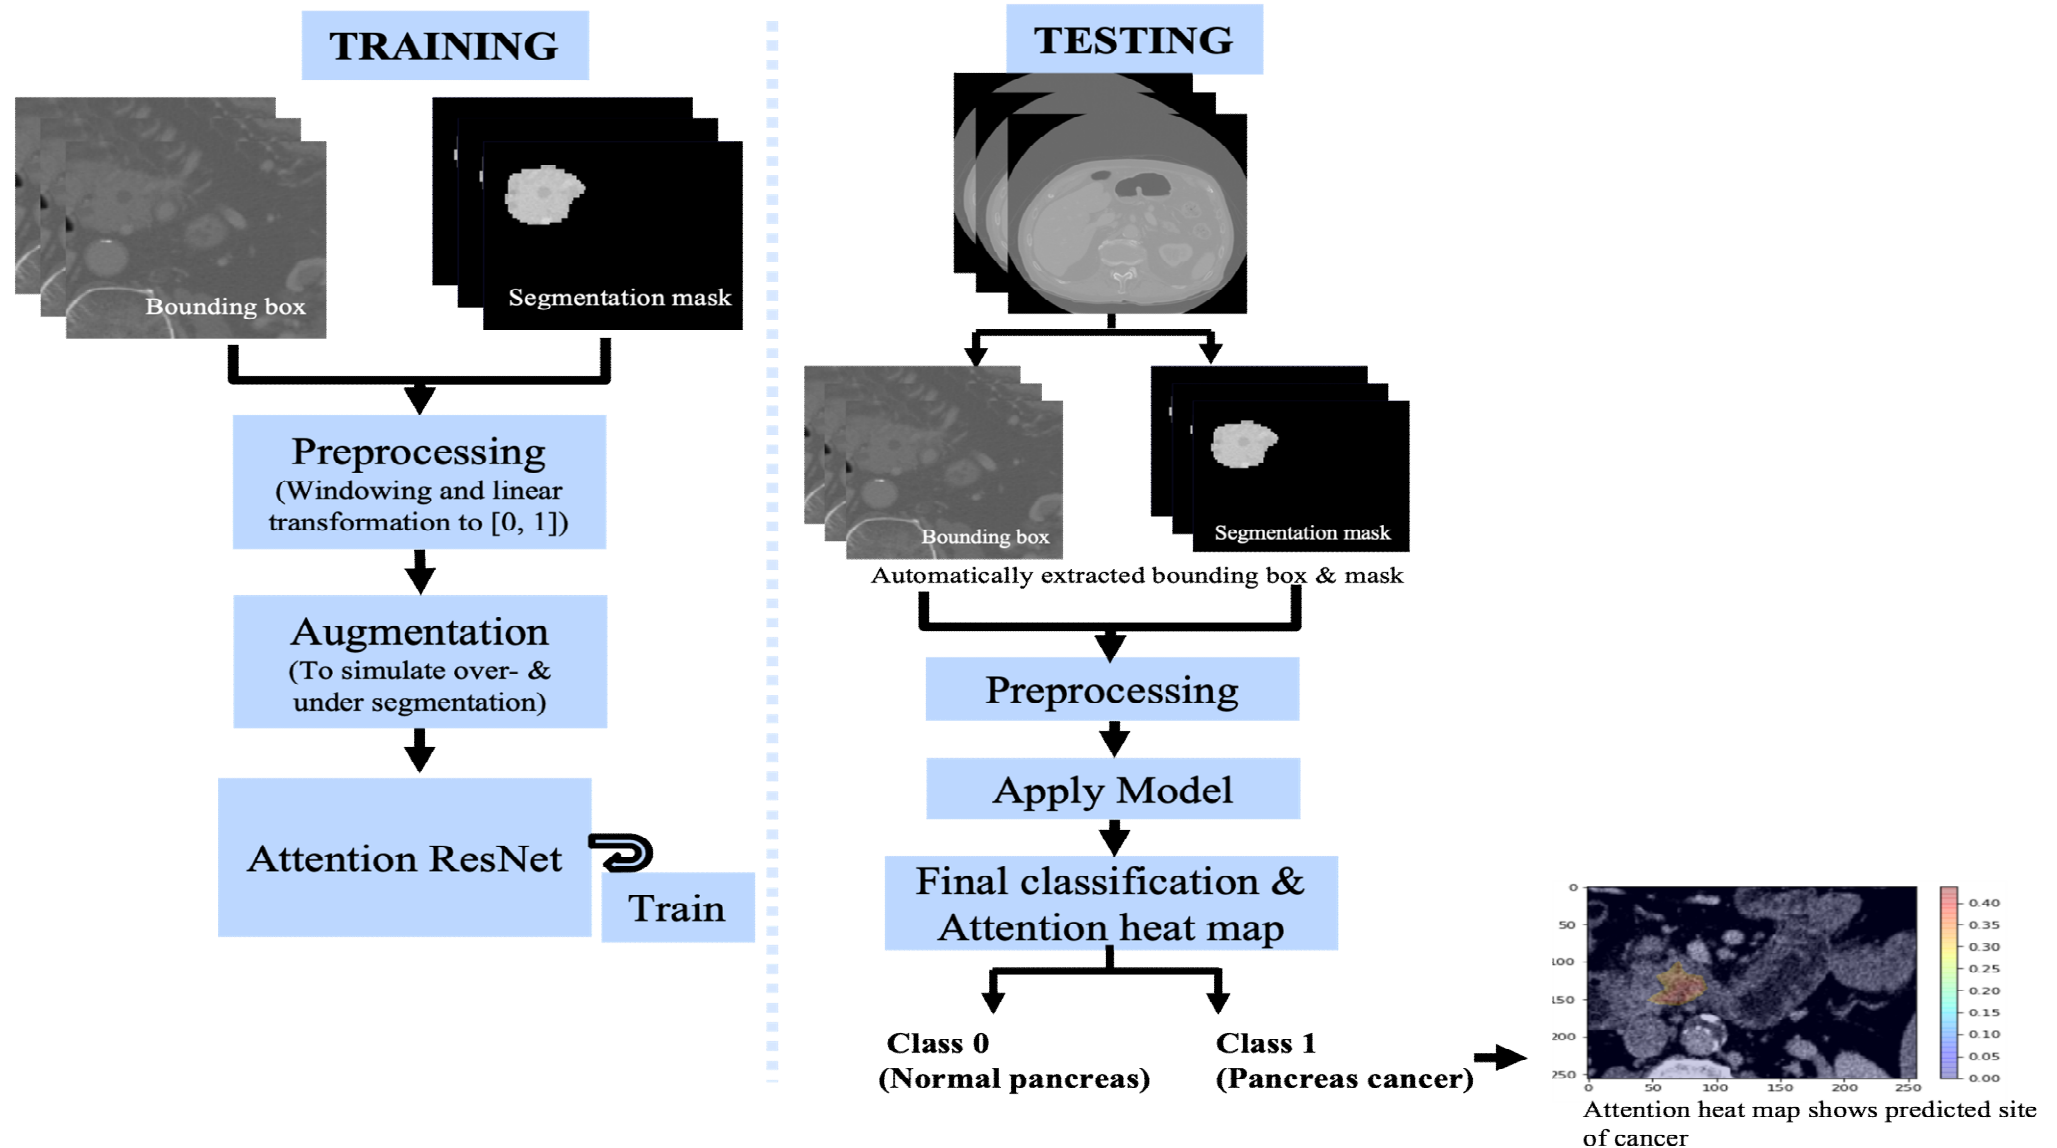 TRAINING
Bounding box
Segmentation mask
Preprocessing
(Windowing and linear
transformation to [0, 1])
Augmentation
(To simulate over- &
under segmentation)
Attention ResNet
Train
TESTING
Bounding box
Segmentation mask
Automatically extracted bounding box & mask
Preprocessing
Apply Model
Final classification &
Attention heat map
Class 0
(Normal pancreas)
Class 1
(Pancreas cancer)
0
50
100
150
200
250
0 50 100 150 200 250
0.40
0.35
0.30
0.25
0.20
0.15
0.10
0.05
0.00
Attention heat map shows predicted site
of cancer